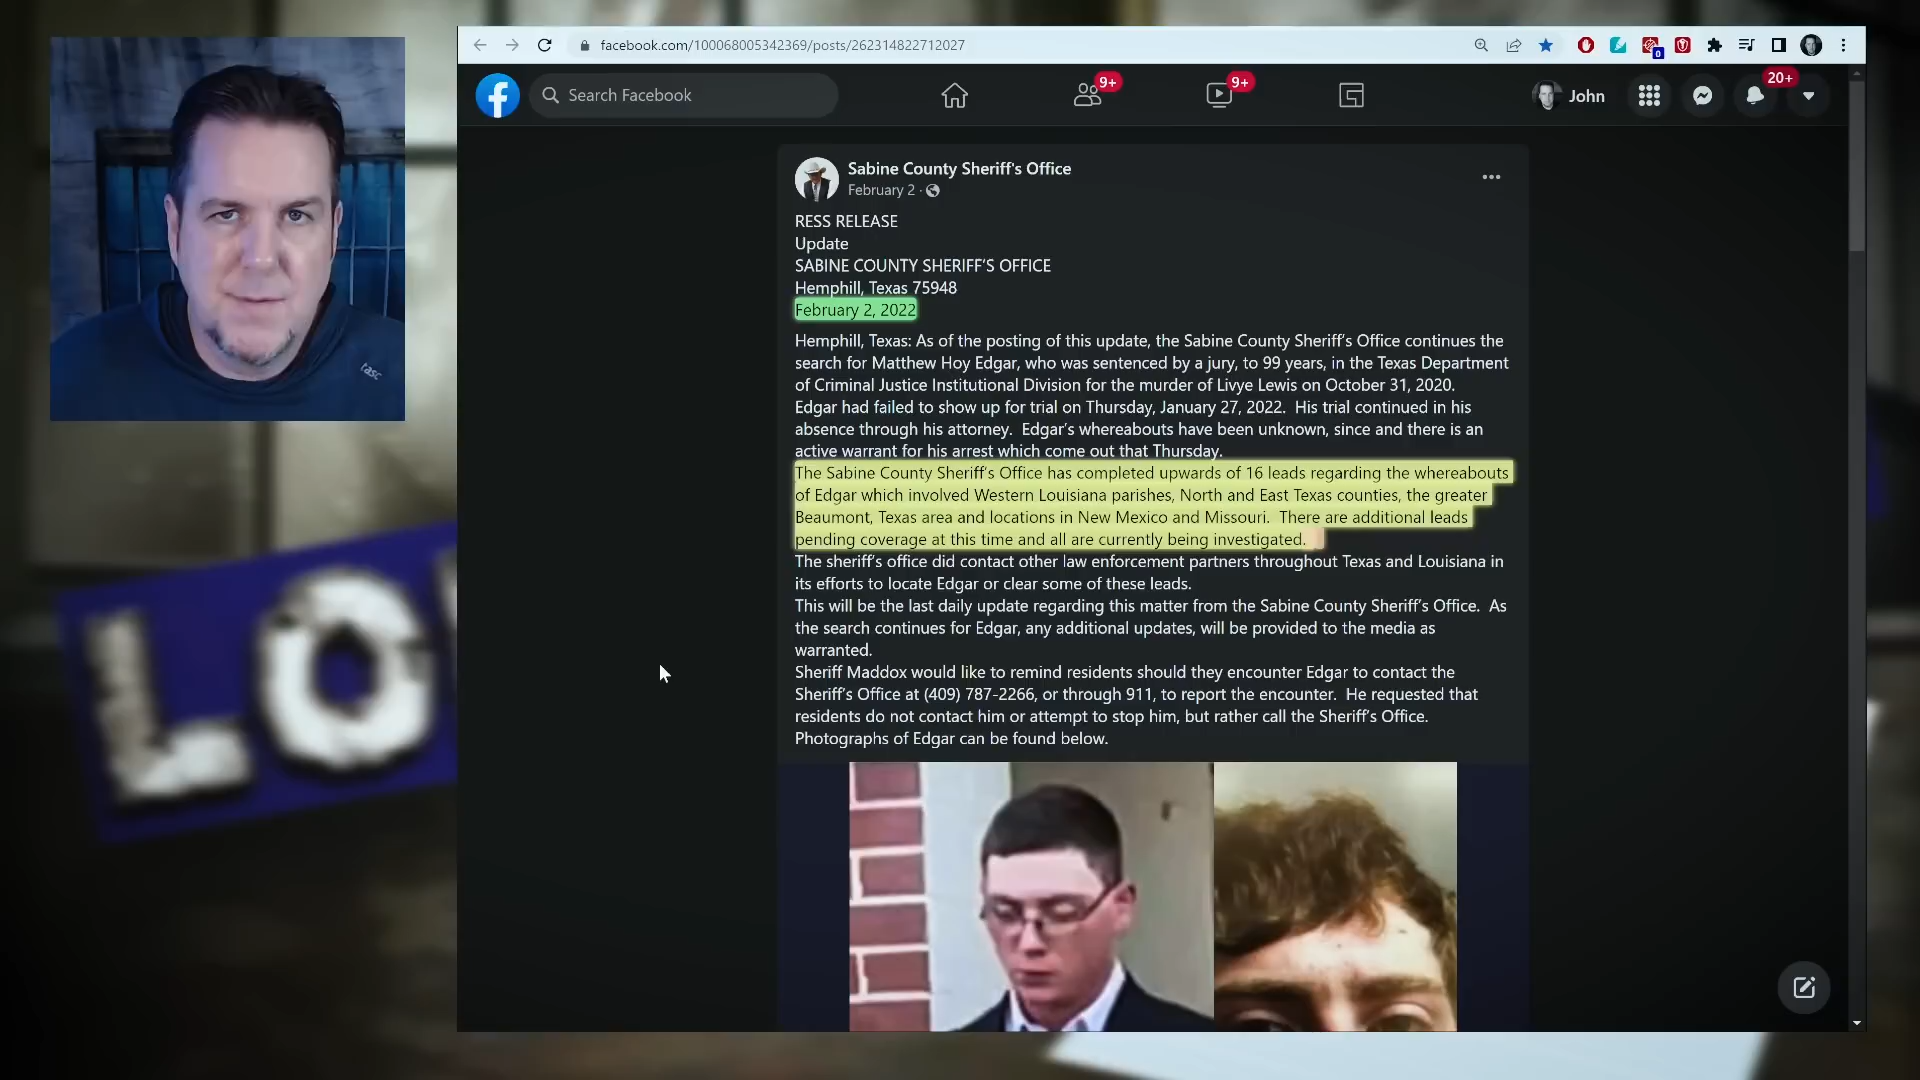 facebook.com/100068005342369/posts/262314822712027
0
Search Facebook
9+
9+
John
20+
Sabine County Sheriff's Office
February 2 ·
RESS RELEASE
Update
SABINE COUNTY SHERIFF'S OFFICE
Hemphill, Texas 75948
February 2, 2022
Hemphill, Texas: As of the posting of this update, the Sabine County Sheriff's Office continues the
search for Matthew Hoy Edgar, who was sentenced by a jury, to 99 years, in the Texas Department
of Criminal Justice Institutional Division for the murder of Livye Lewis on October 31, 2020.
Edgar had failed to show up for trial on Thursday, January 27, 2022.  His trial continued in his
absence through his attorney.  Edgar's whereabouts have been unknown, since and there is an
active warrant for his arrest which come out that Thursday.
The Sabine County Sheriff's Office has completed upwards of 16 leads regarding the whereabouts
of Edgar which involved Western Louisiana parishes, North and East Texas counties, the greater
Beaumont, Texas area and locations in New Mexico and Missouri.  There are additional leads
pending coverage at this time and all are currently being investigated.
The sheriff's office did contact other law enforcement partners throughout Texas and Louisiana in
its efforts to locate Edgar or clear some of these leads.
This will be the last daily update regarding this matter from the Sabine County Sheriff's Office.  As
the search continues for Edgar, any additional updates, will be provided to the media as
warranted.
Sheriff Maddox would like to remind residents should they encounter Edgar to contact the
Sheriff's Office at (409) 787-2266, or through 911, to report the encounter.  He requested that
residents do not contact him or attempt to stop him, but rather call the Sheriff's Office.
Photographs of Edgar can be found below.
tasc
LO